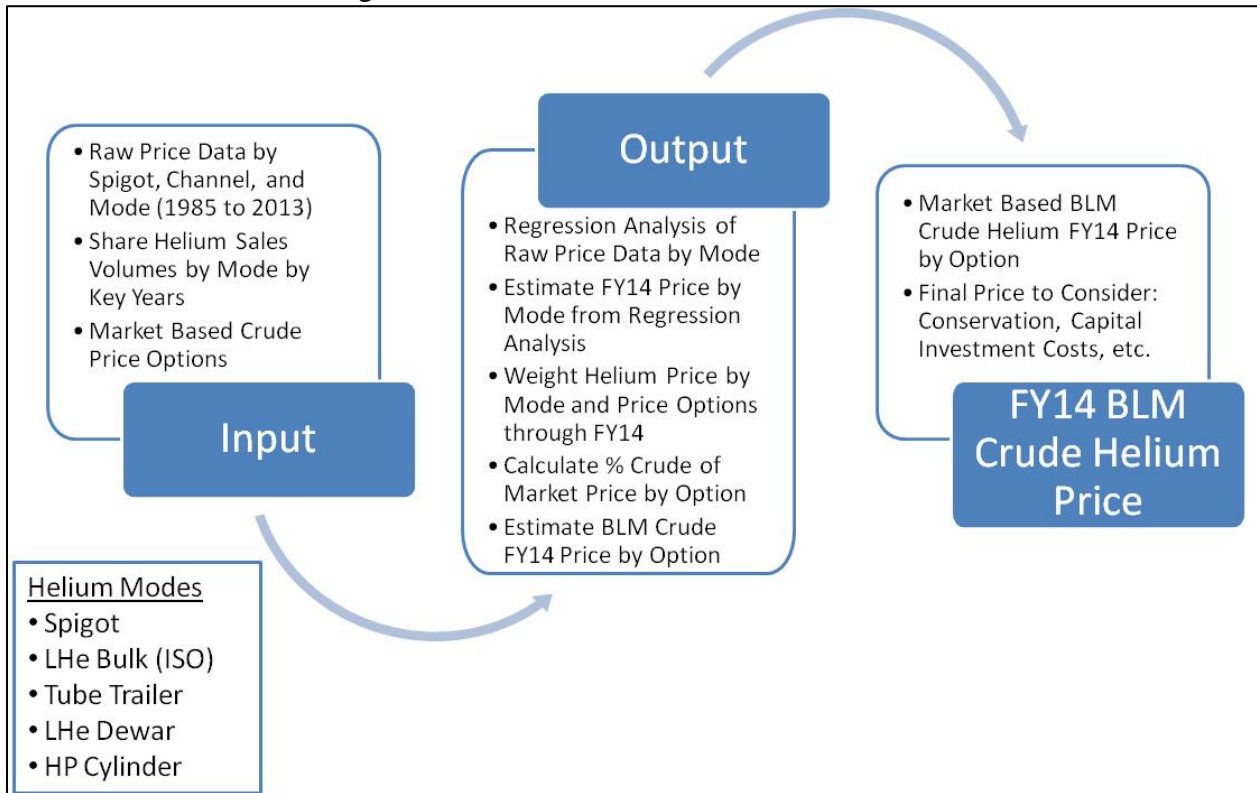 • Raw Price Data by
Spigot, Channel, and
Mode (1985 to 2013)
• Share Helium Sales
Volumes by Mode by
Key Years
• Market Based Crude
Price Options
Input
Helium Modes
• Spigot
• LHe Bulk (ISO)
• Tube Trailer
• LHe Dewar
• HP Cylinder
Output
• Regression Analysis of
Raw Price Data by Mode
• Estimate FY14 Price by
Mode from Regression
Analysis
• Weight Helium Price by
Mode and Price Options
through FY14
• Calculate % Crude of
Market Price by Option
• Estimate BLM Crude
FY14 Price by Option
• Market Based BLM
Crude Helium FY14 Price
by Option
• Final Price to Consider:
Conservation, Capital
Investment Costs, etc.
FY14 BLM
Crude Helium
Price